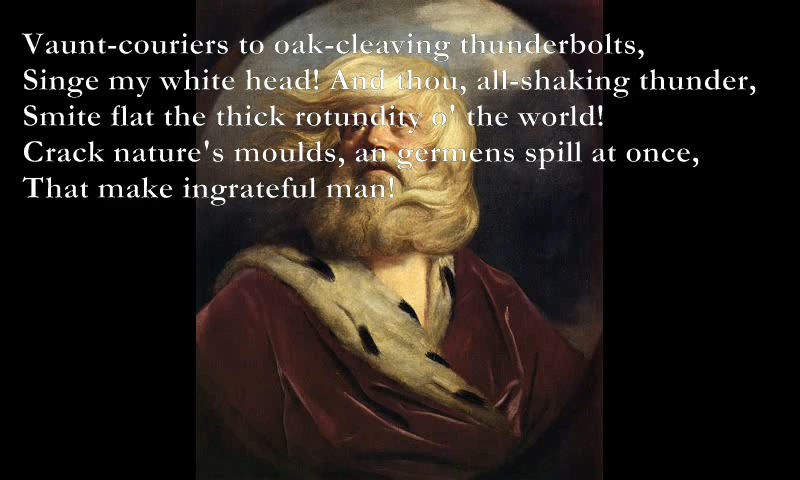 Vaunt-couriers to oak-cleaving thunderbolts,
Singe my white head! And thou, all-shaking thunder,
Smite flat the thick rotundity o' the world!
Crack nature's moulds, an germens spill at once,
That make ingrateful man!